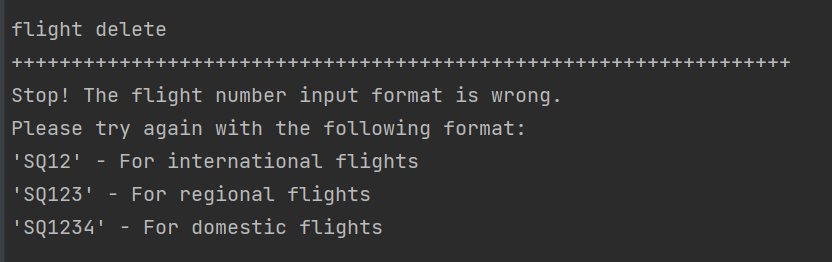 flight delete
+++++++++++++++++++++++++++++++++++++++++++++++++++++++++++++++++
Stop! The flight number input format is wrong.
Please try again with the following format:
'SQ12' - For international flights
'SQ123' - For regional flights
'SQ1234' - For domestic flights